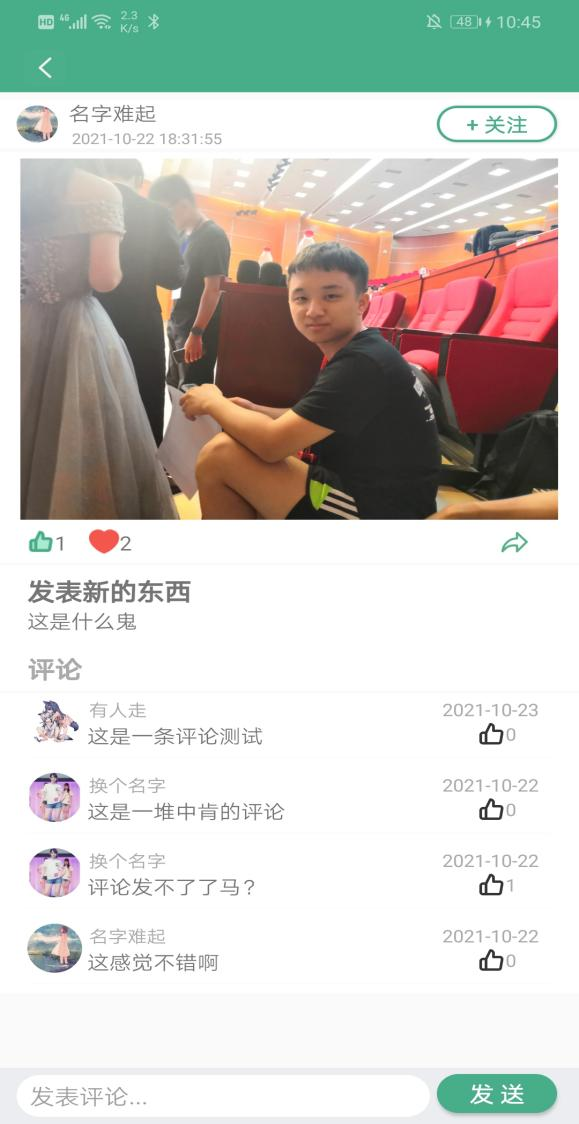 HD 4G 2.3 K/s 48 10:45
名字难起
2021-10-22 18:31:55
+ 关注
1 2
发表新的东西
这是什么鬼
评论
有人走 2021-10-23
这是一条评论测试 0
换个名字 2021-10-22
这是一堆中肯的评论 0
换个名字 2021-10-22
评论发不了了马? 1
名字难起 2021-10-22
这感觉不错啊 0
发表评论... 发 送